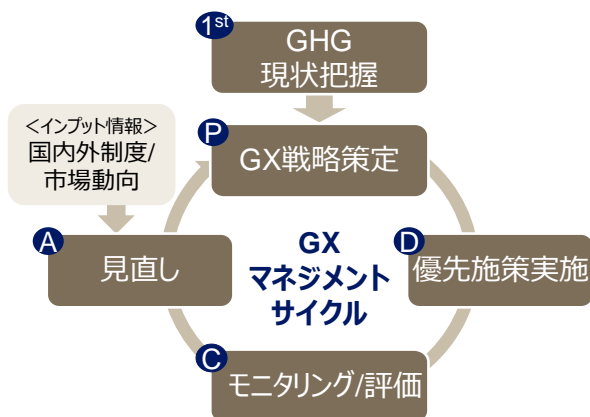 1st
GHG
現状把握
＜インプット情報＞
国内外制度/
市場動向
P
GX戦略策定
A
見直し
GX
マネジメント
サイクル
D
優先施策実施
C
モニタリング/評価